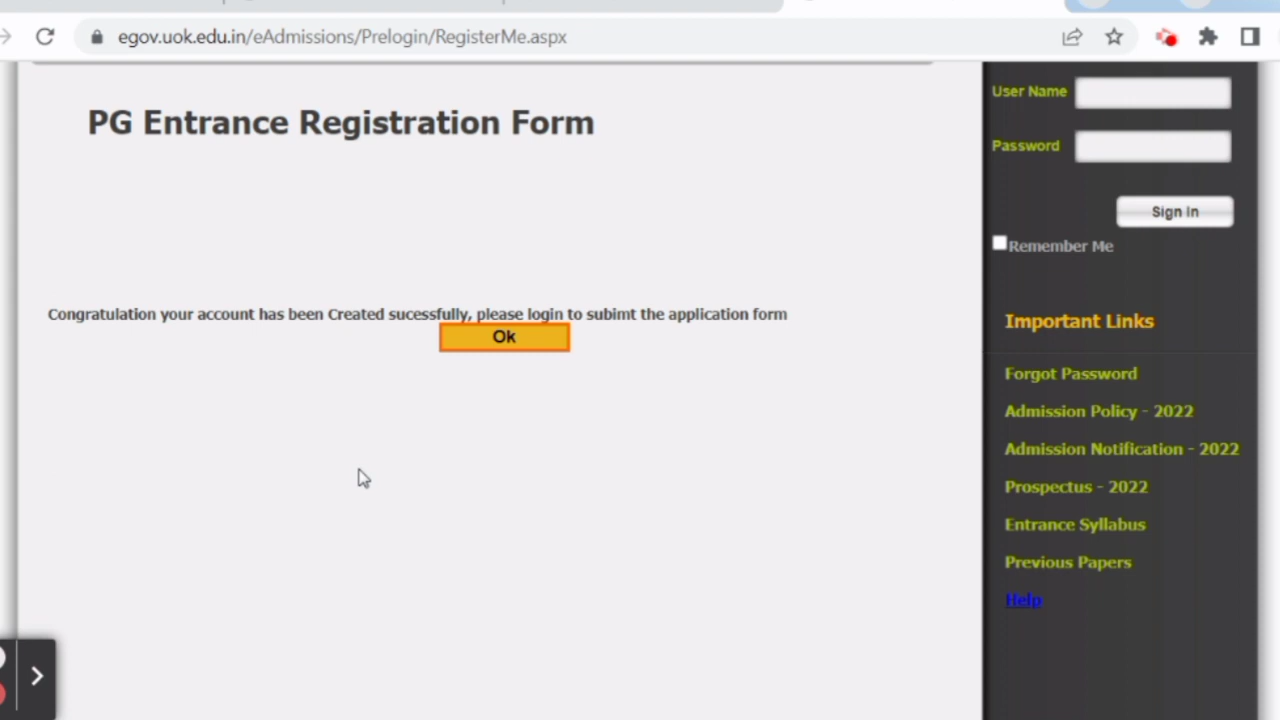 egov.uok.edu.in/eAdmissions/Prelogin/RegisterMe.aspx
PG Entrance Registration Form
Congratulation your account has been Created sucessfully, please login to subimt the application form
Ok
User Name
Password
Sign In
Remember Me
Important Links
Forgot Password
Admission Policy - 2022
Admission Notification - 2022
Prospectus - 2022
Entrance Syllabus
Previous Papers
Help